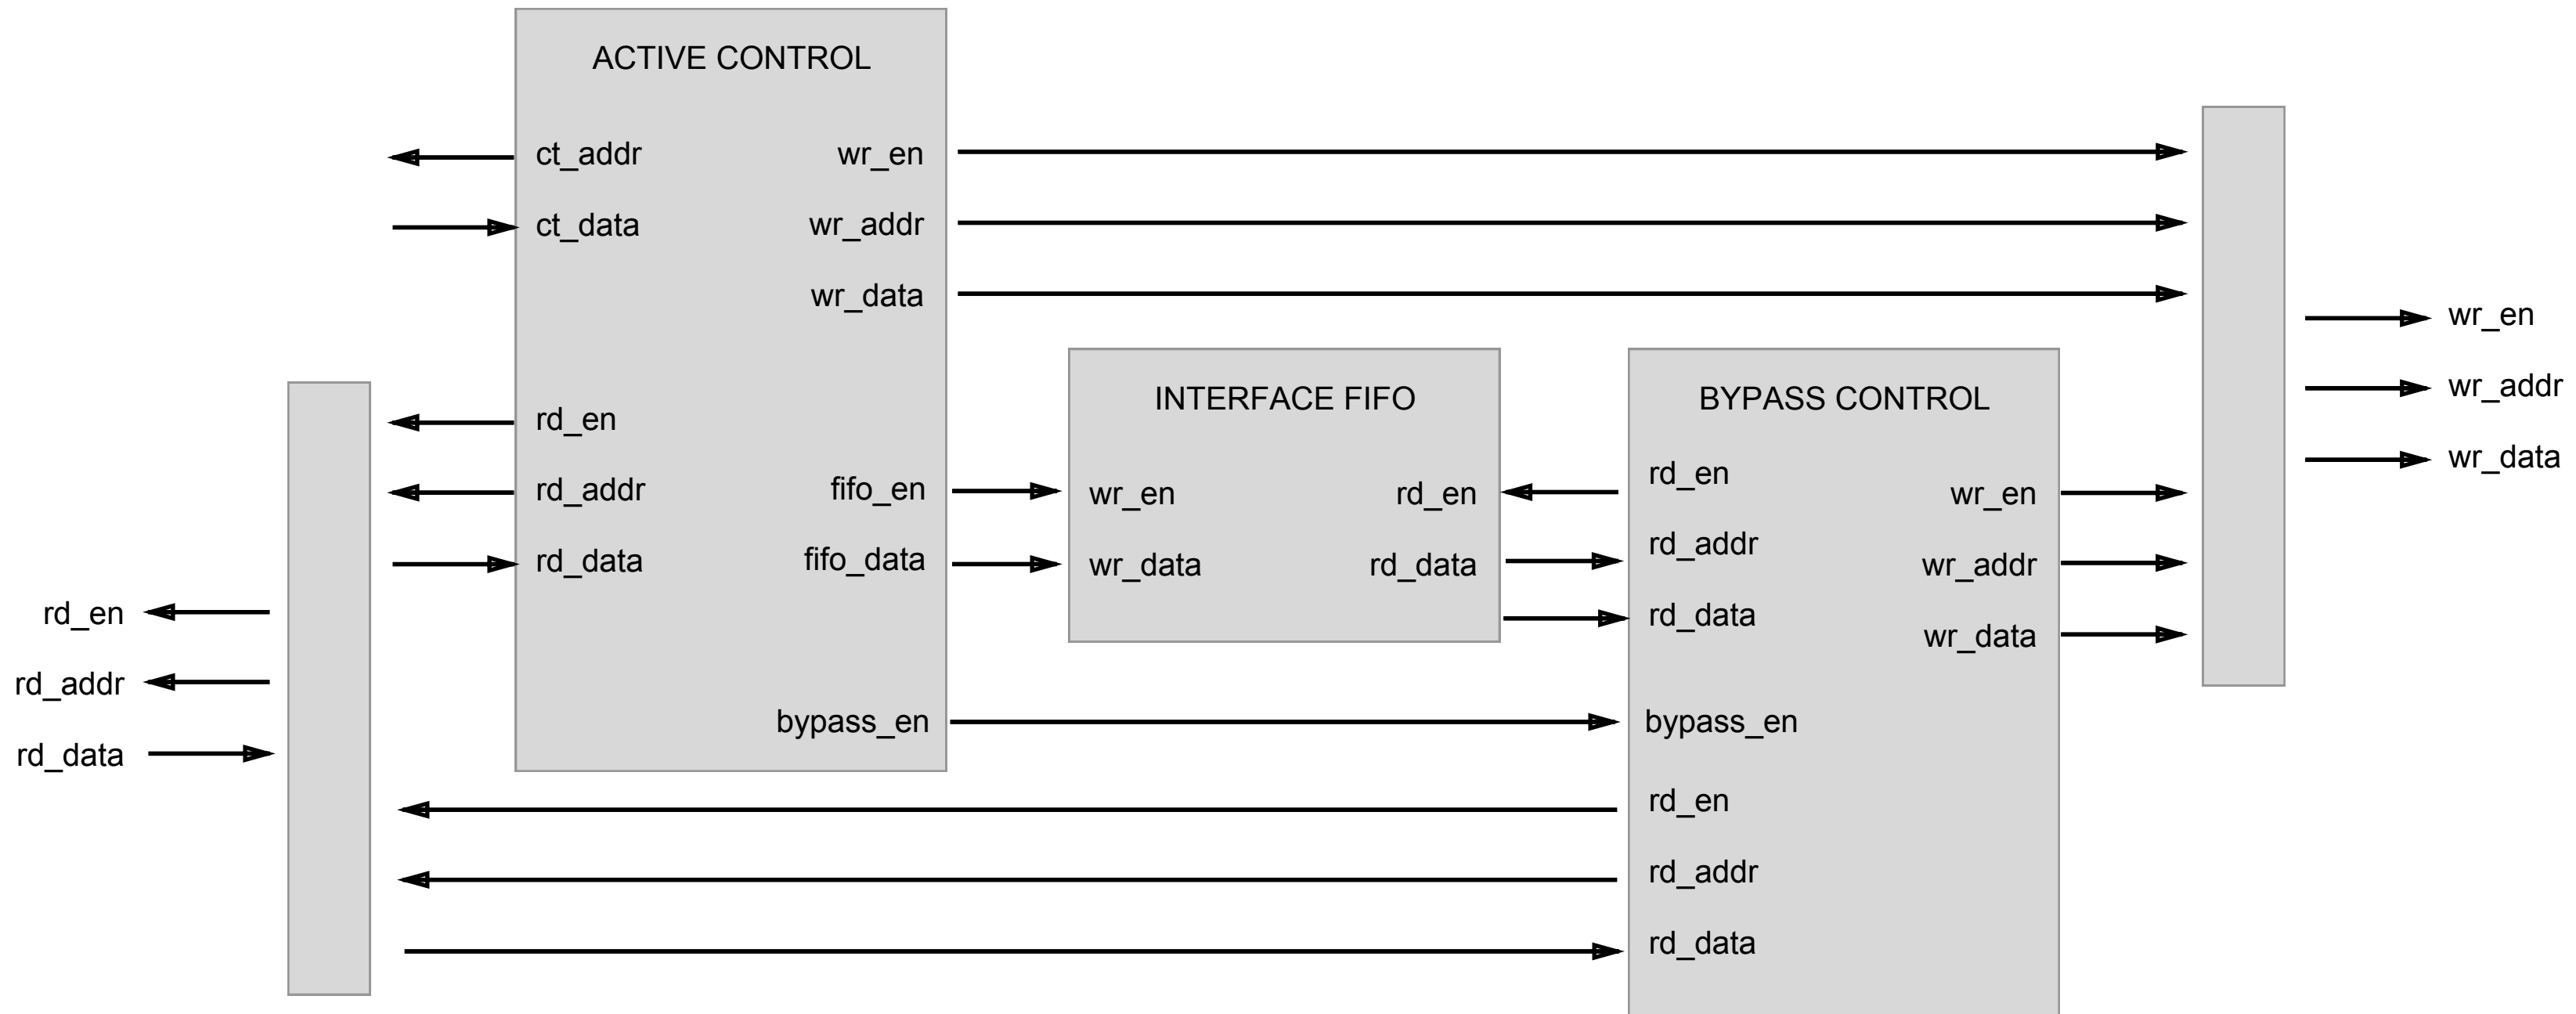 ACTIVE CONTROL
ct_addr
wr_en
ct_data
wr_addr
wr_data
rd_en
rd_addr
fifo_en
rd_data
fifo_data
bypass_en
INTERFACE FIFO
wr_en
rd_en
wr_data
rd_data
BYPASS CONTROL
rd_en
wr_en
rd_addr
wr_addr
rd_data
wr_data
bypass_en
rd_en
rd_addr
rd_data
rd_en
rd_addr
rd_data
wr_en
wr_addr
wr_data